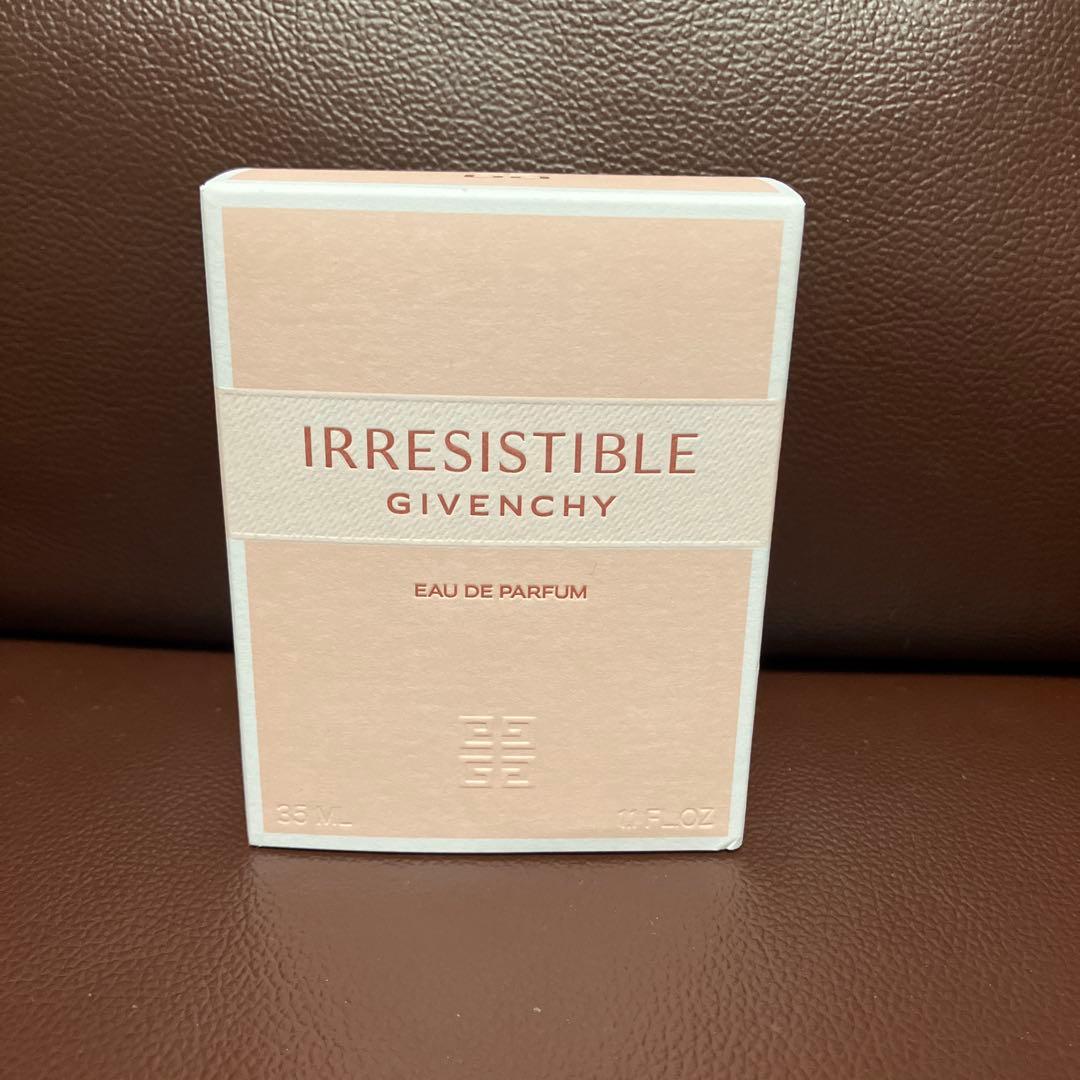 IRRESISTIBLE
GIVENCHY
EAU DE PARFUM
35 ML 1.1 FL.OZ